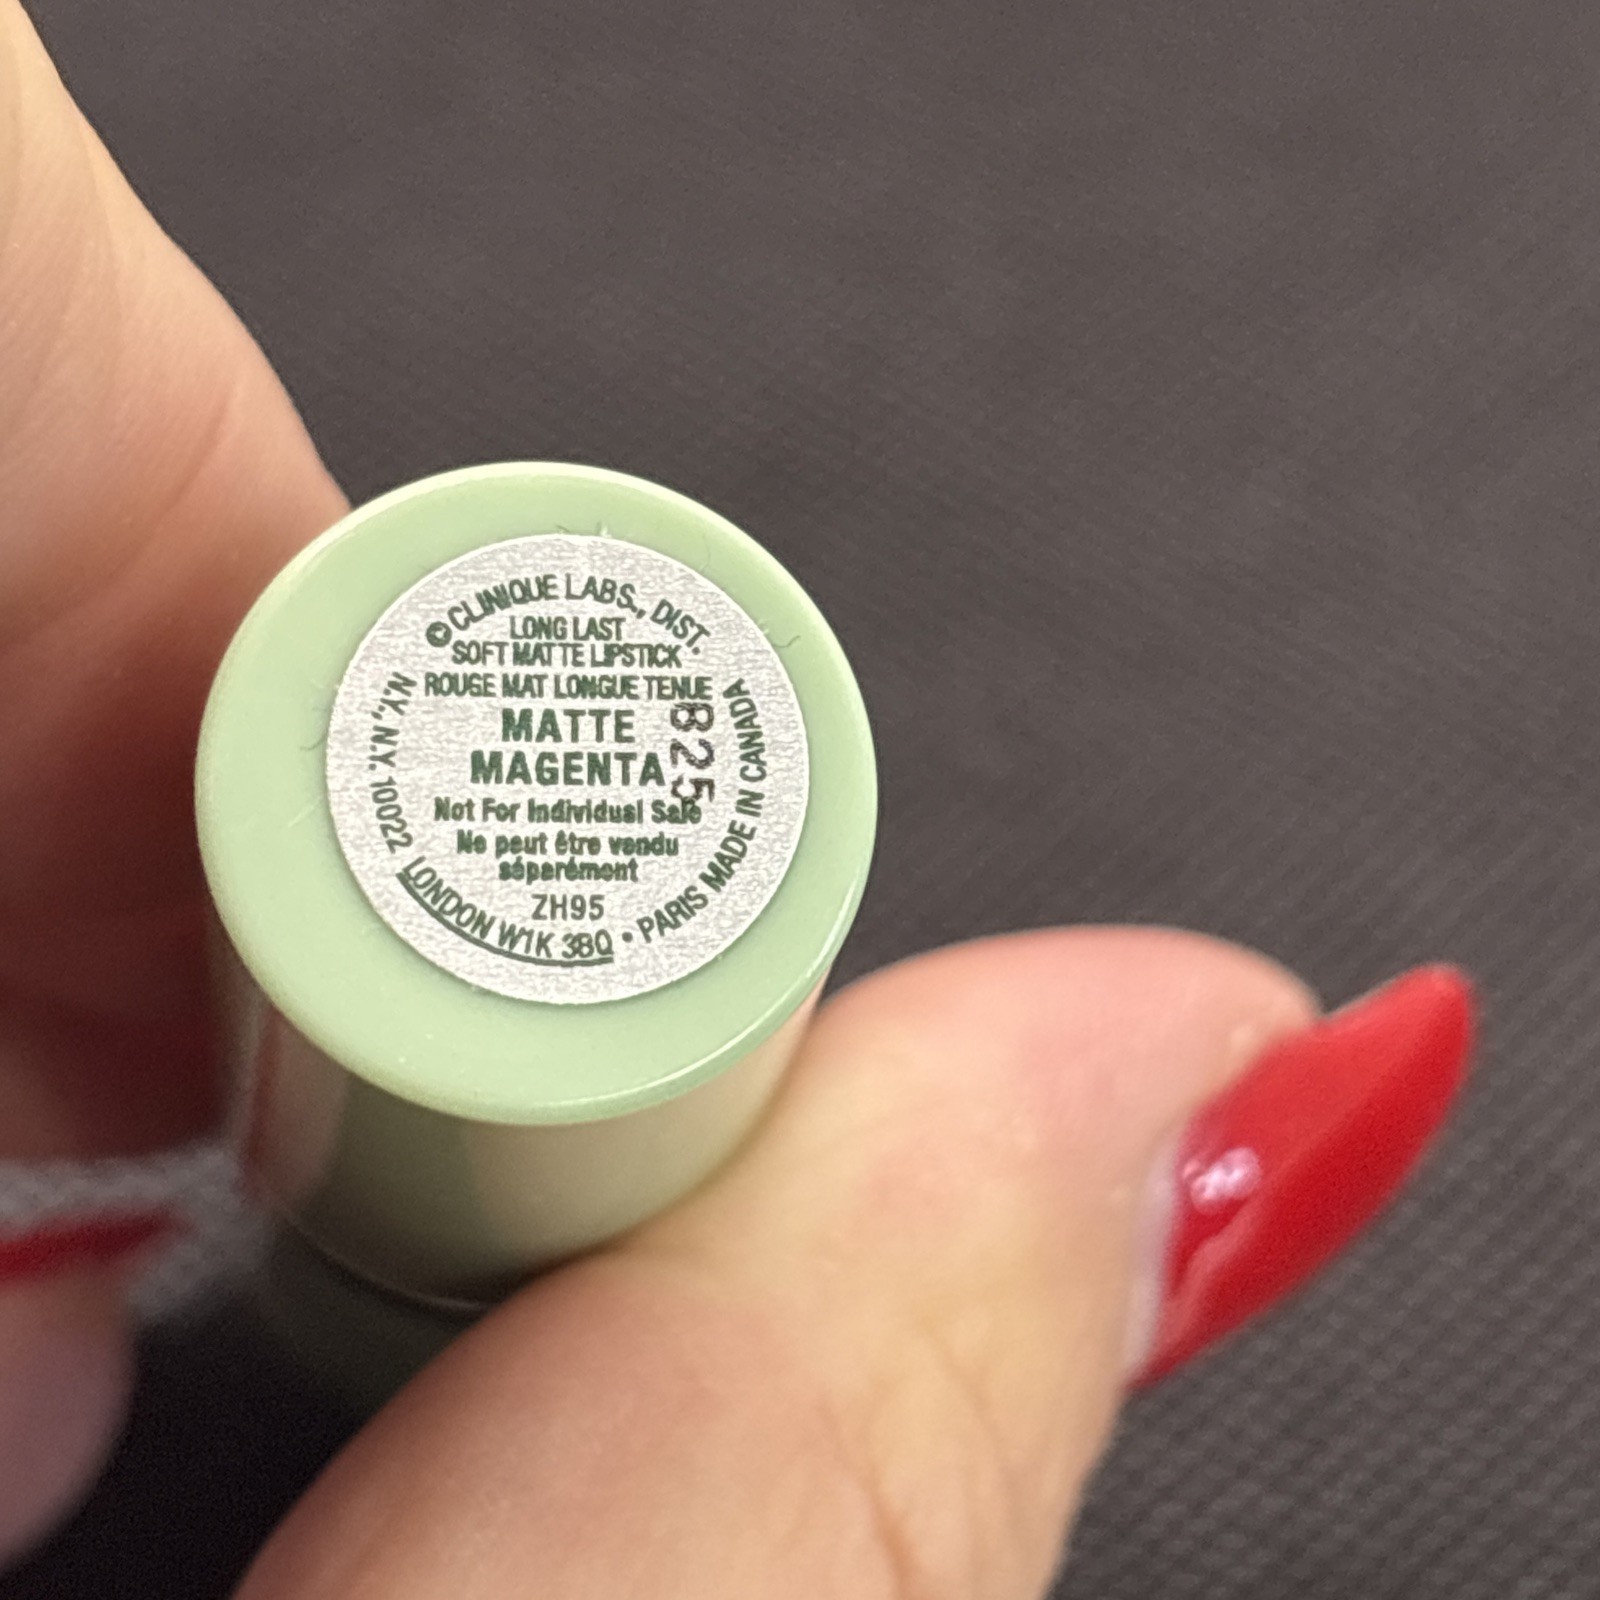 ©CLINIQUE LABS., DIST.
LONG LAST
SOFT MATTE LIPSTICK
ROUGE MAT LONGUE TENUE
MATTE
MAGENTA
B25
Not For Individual Sale
Ne peut être vendu
séparément
ZH95
N.Y., N.Y. 10022
LONDON W1K 3BQ • PARIS MADE IN CANADA